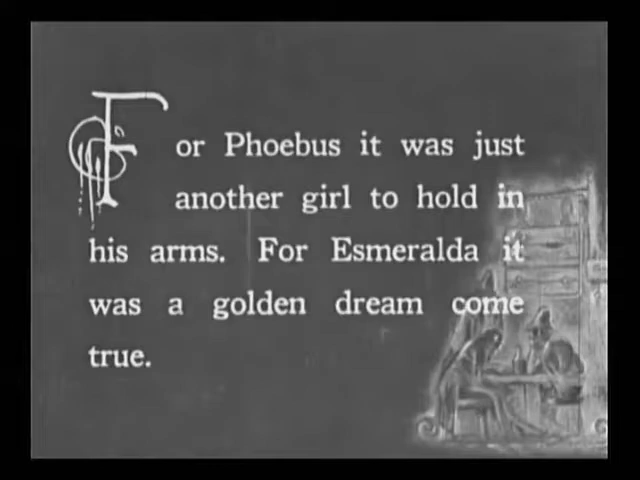 For Phoebus it was just
another girl to hold in
his arms. For Esmeralda it
was a golden dream come
true.